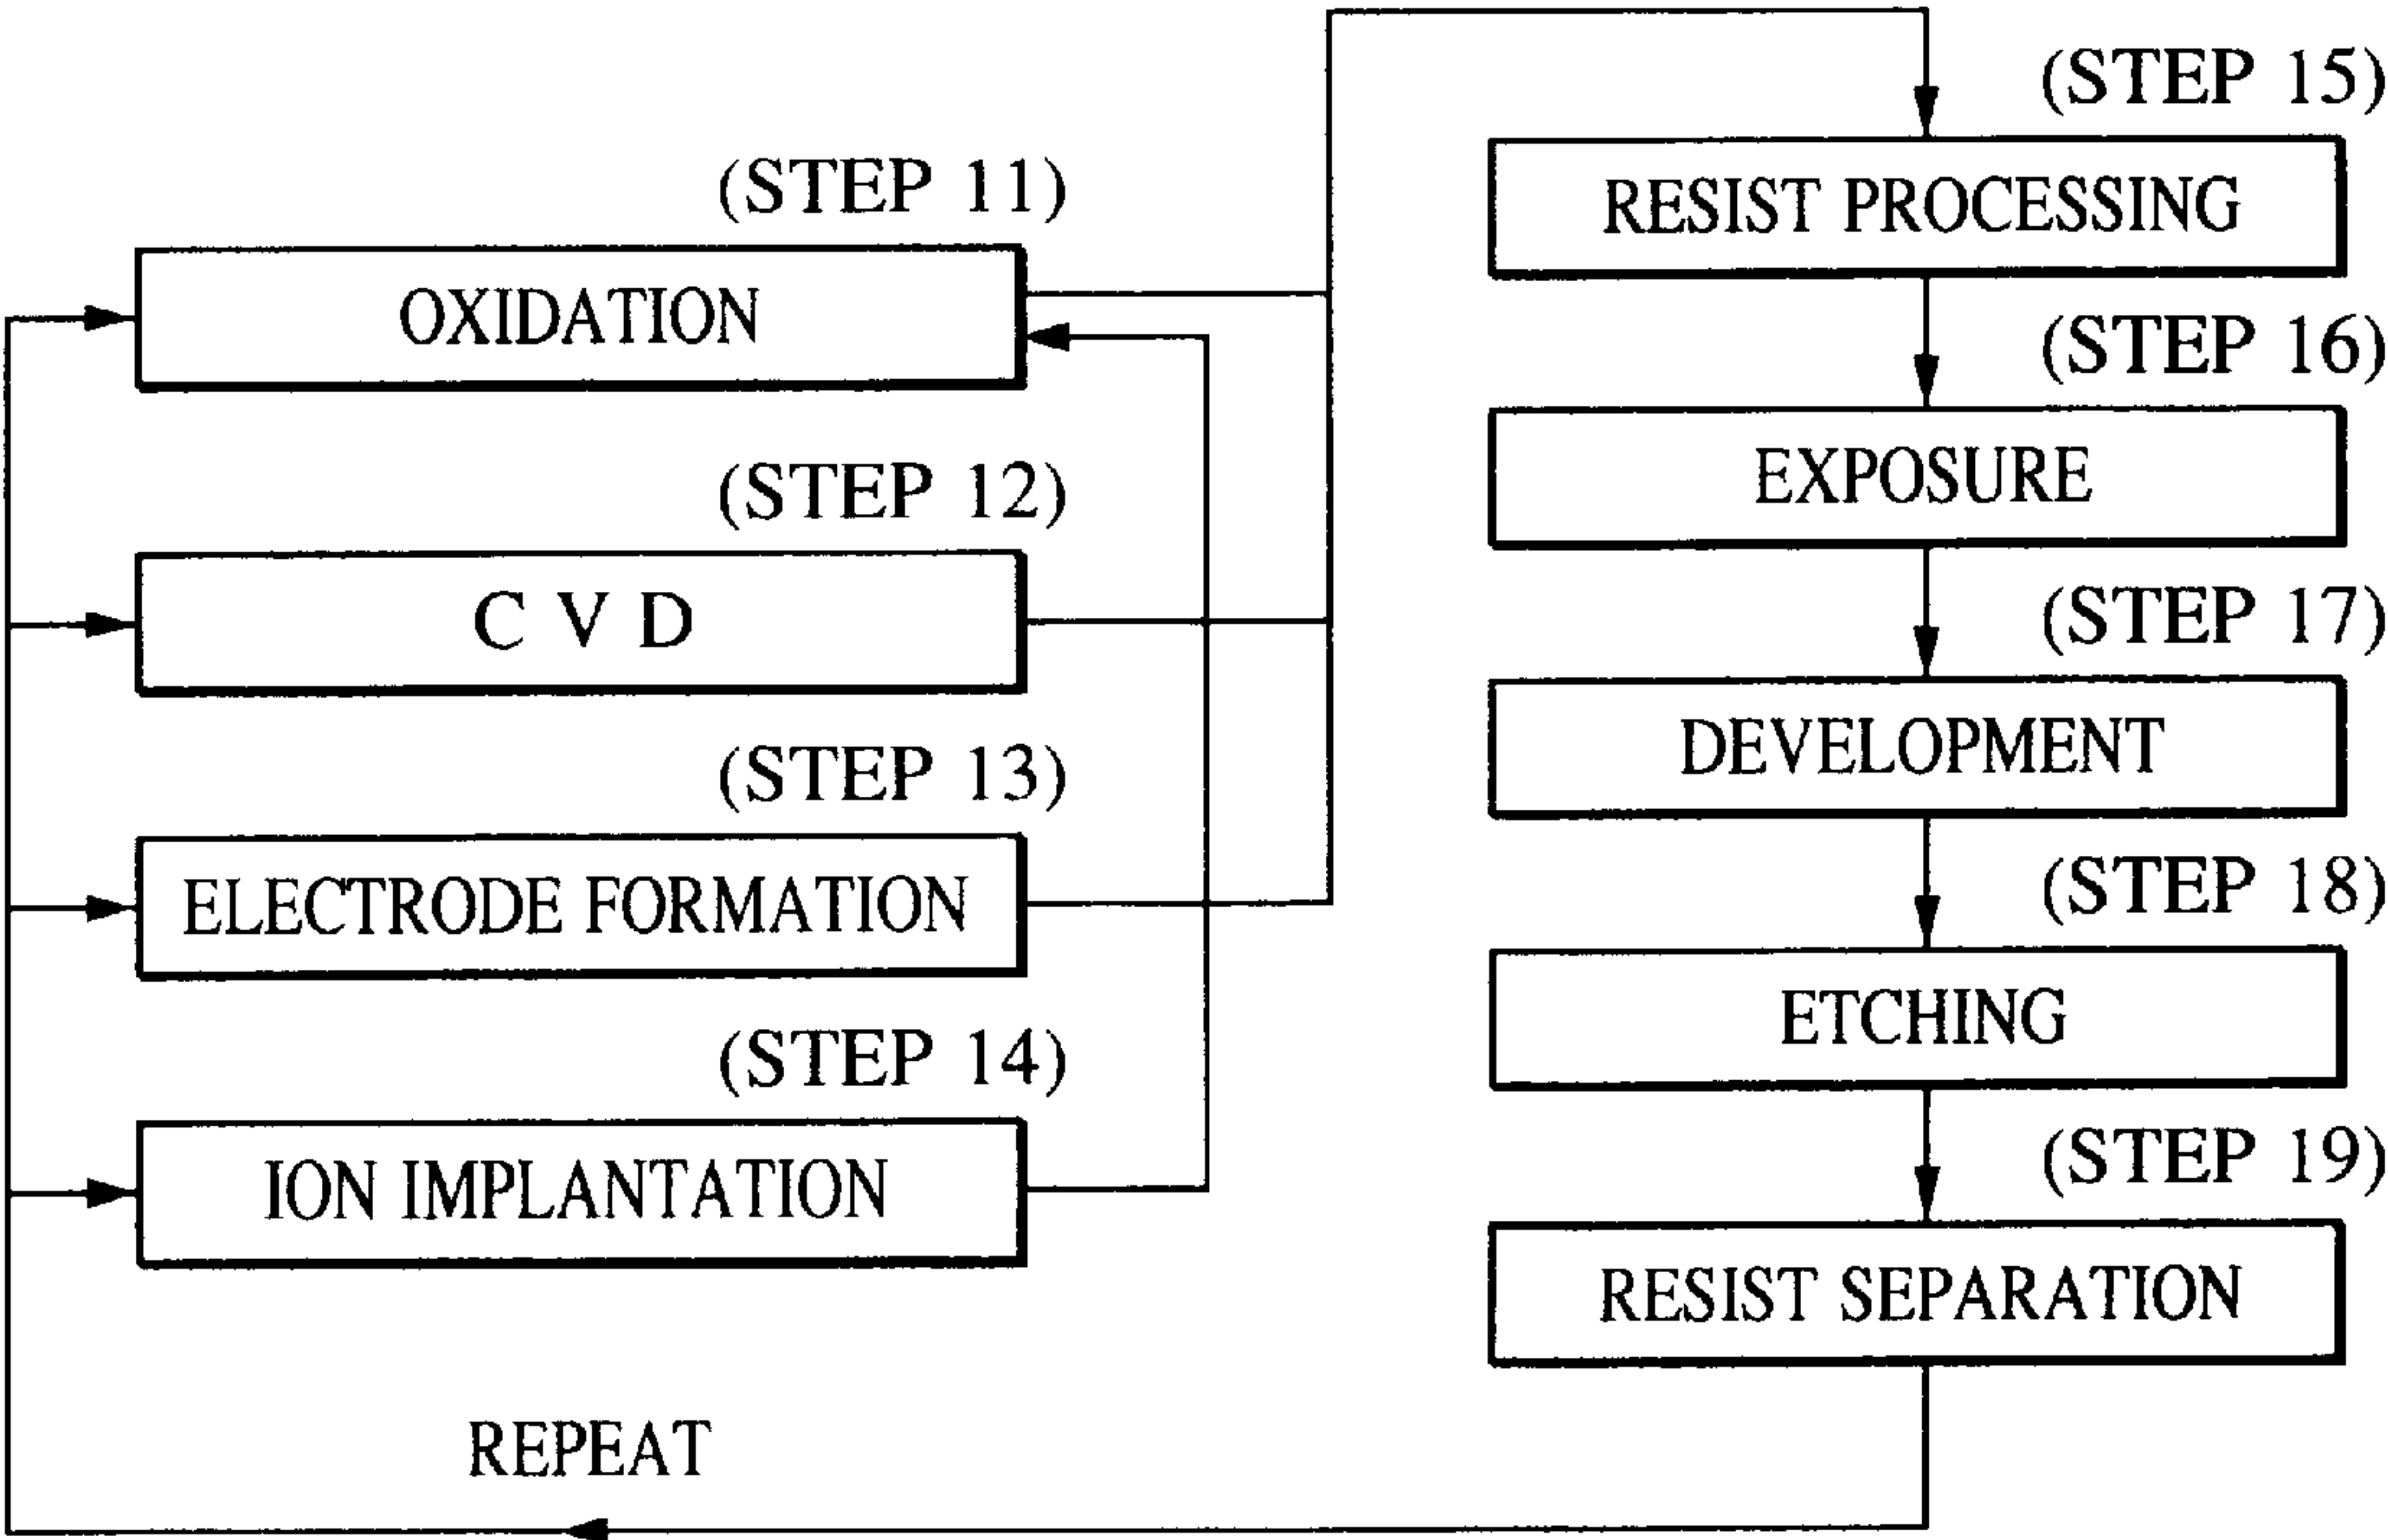 (STEP 11)
OXIDATION
(STEP 12)
C V D
(STEP 13)
ELECTRODE FORMATION
(STEP 14)
ION IMPLANTATION
REPEAT
(STEP 15)
RESIST PROCESSING
(STEP 16)
EXPOSURE
(STEP 17)
DEVELOPMENT
(STEP 18)
ETCHING
(STEP 19)
RESIST SEPARATION